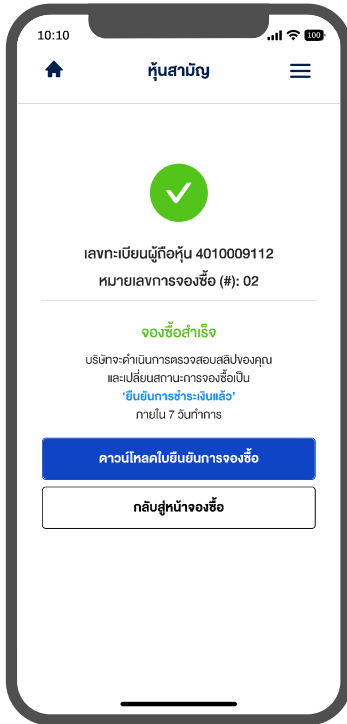 10:10
100
หุ้นสามัญ
เลขทะเบียนผู้ถือหุ้น 4010009112
หมายเลขการจองซื้อ (#): 02
จองซื้อสำเร็จ
บริษัทจะดำเนินการตรวจสอบสลิปของคุณ
และเปลี่ยนสถานะการจองซื้อเป็น
‘ยืนยันการชำระเงินแล้ว’
ภายใน 7 วันทำการ
ดาวน์โหลดใบยืนยันการจองซื้อ
กลับสู่หน้าจองซื้อ